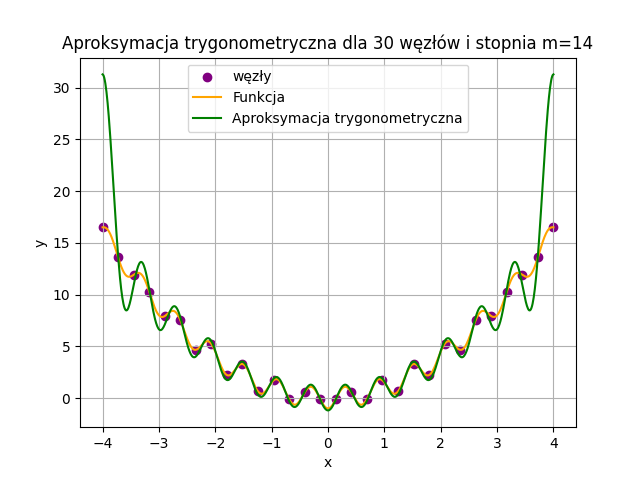 Aproksymacja trygonometryczna dla 30 węzłów i stopnia m=14
węzły
Funkcja
Aproksymacja trygonometryczna
30
25
20
15
10
5
0
y
−4
−3
−2
−1
0
1
2
3
4
x